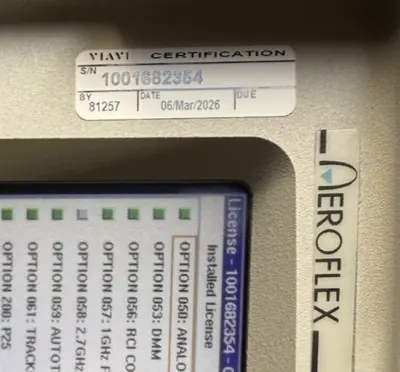 VIAVI CERTIFICATION
S/N 1001682354
BY 81257 DATE 06/Mar/2026 DUE
AEROFLEX
License - 1001682354 -
Installed License
OPTION 050: ANALO
OPTION 053: DMM
OPTION 056: RCI CO
OPTION 057: 1GHz
OPTION 058: 2.7GHz
OPTION 059: AUTOT
OPTION 061: TRACK
OPTION 200: P25